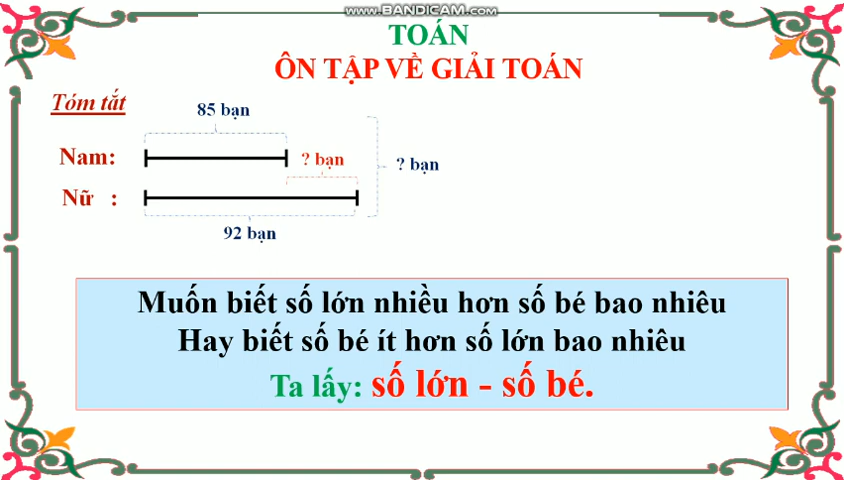 WWW.BANDICAM.COM
TOÁN
ÔN TẬP VỀ GIẢI TOÁN
Tóm tắt
85 bạn
Nam:
? bạn
? bạn
Nữ :
92 bạn
Muốn biết số lớn nhiều hơn số bé bao nhiêu
Hay biết số bé ít hơn số lớn bao nhiêu
Ta lấy: số lớn - số bé.